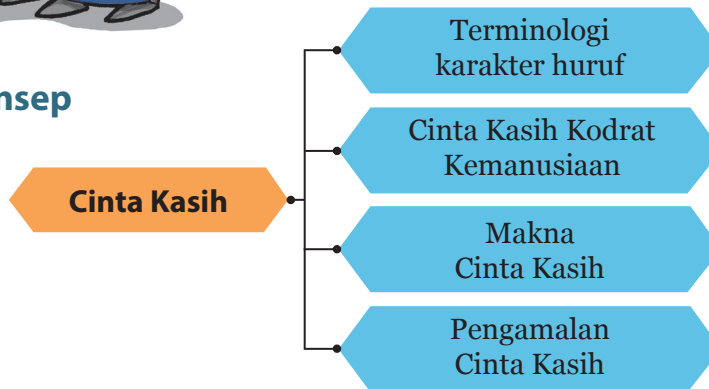 nsep
Cinta Kasih
Terminologi
karakter huruf
Cinta Kasih Kodrat
Kemanusiaan
Makna
Cinta Kasih
Pengamalan
Cinta Kasih